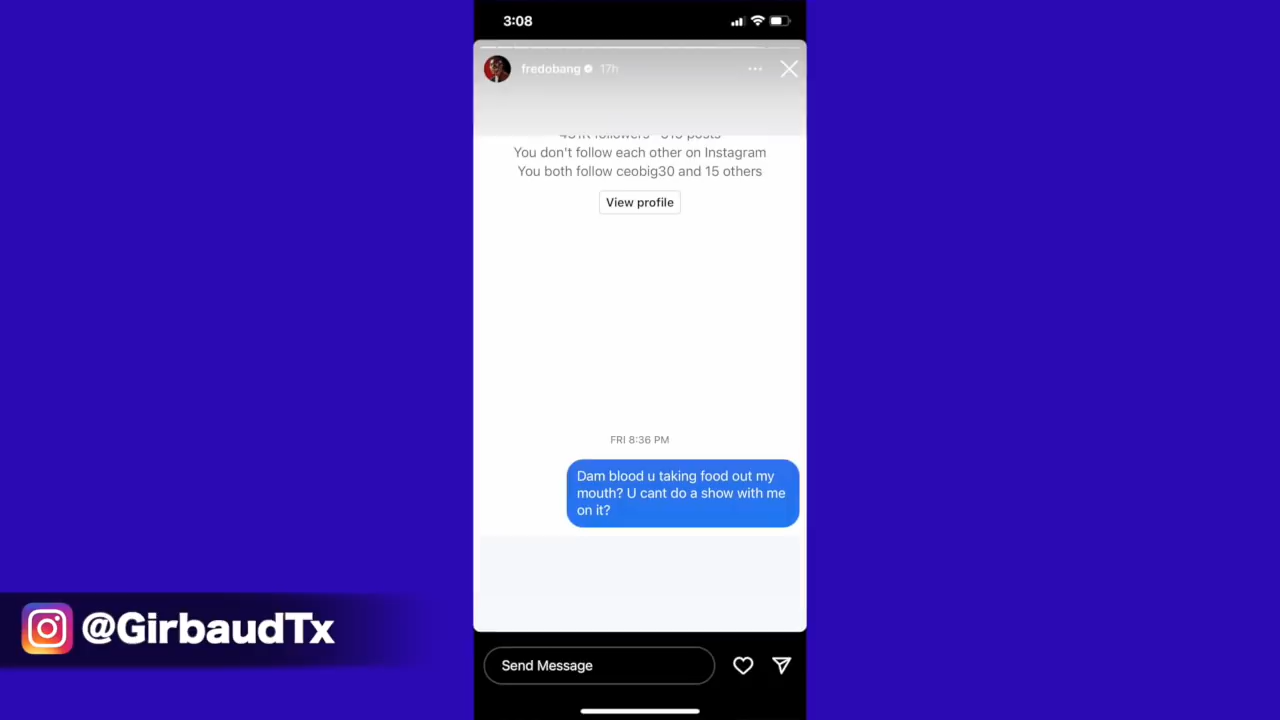 3:08
fredobang 17h
You don't follow each other on Instagram
You both follow ceobig30 and 15 others
View profile
FRI 8:36 PM
Dam blood u taking food out my
mouth? U cant do a show with me
on it?
@GirbaudTx
Send Message